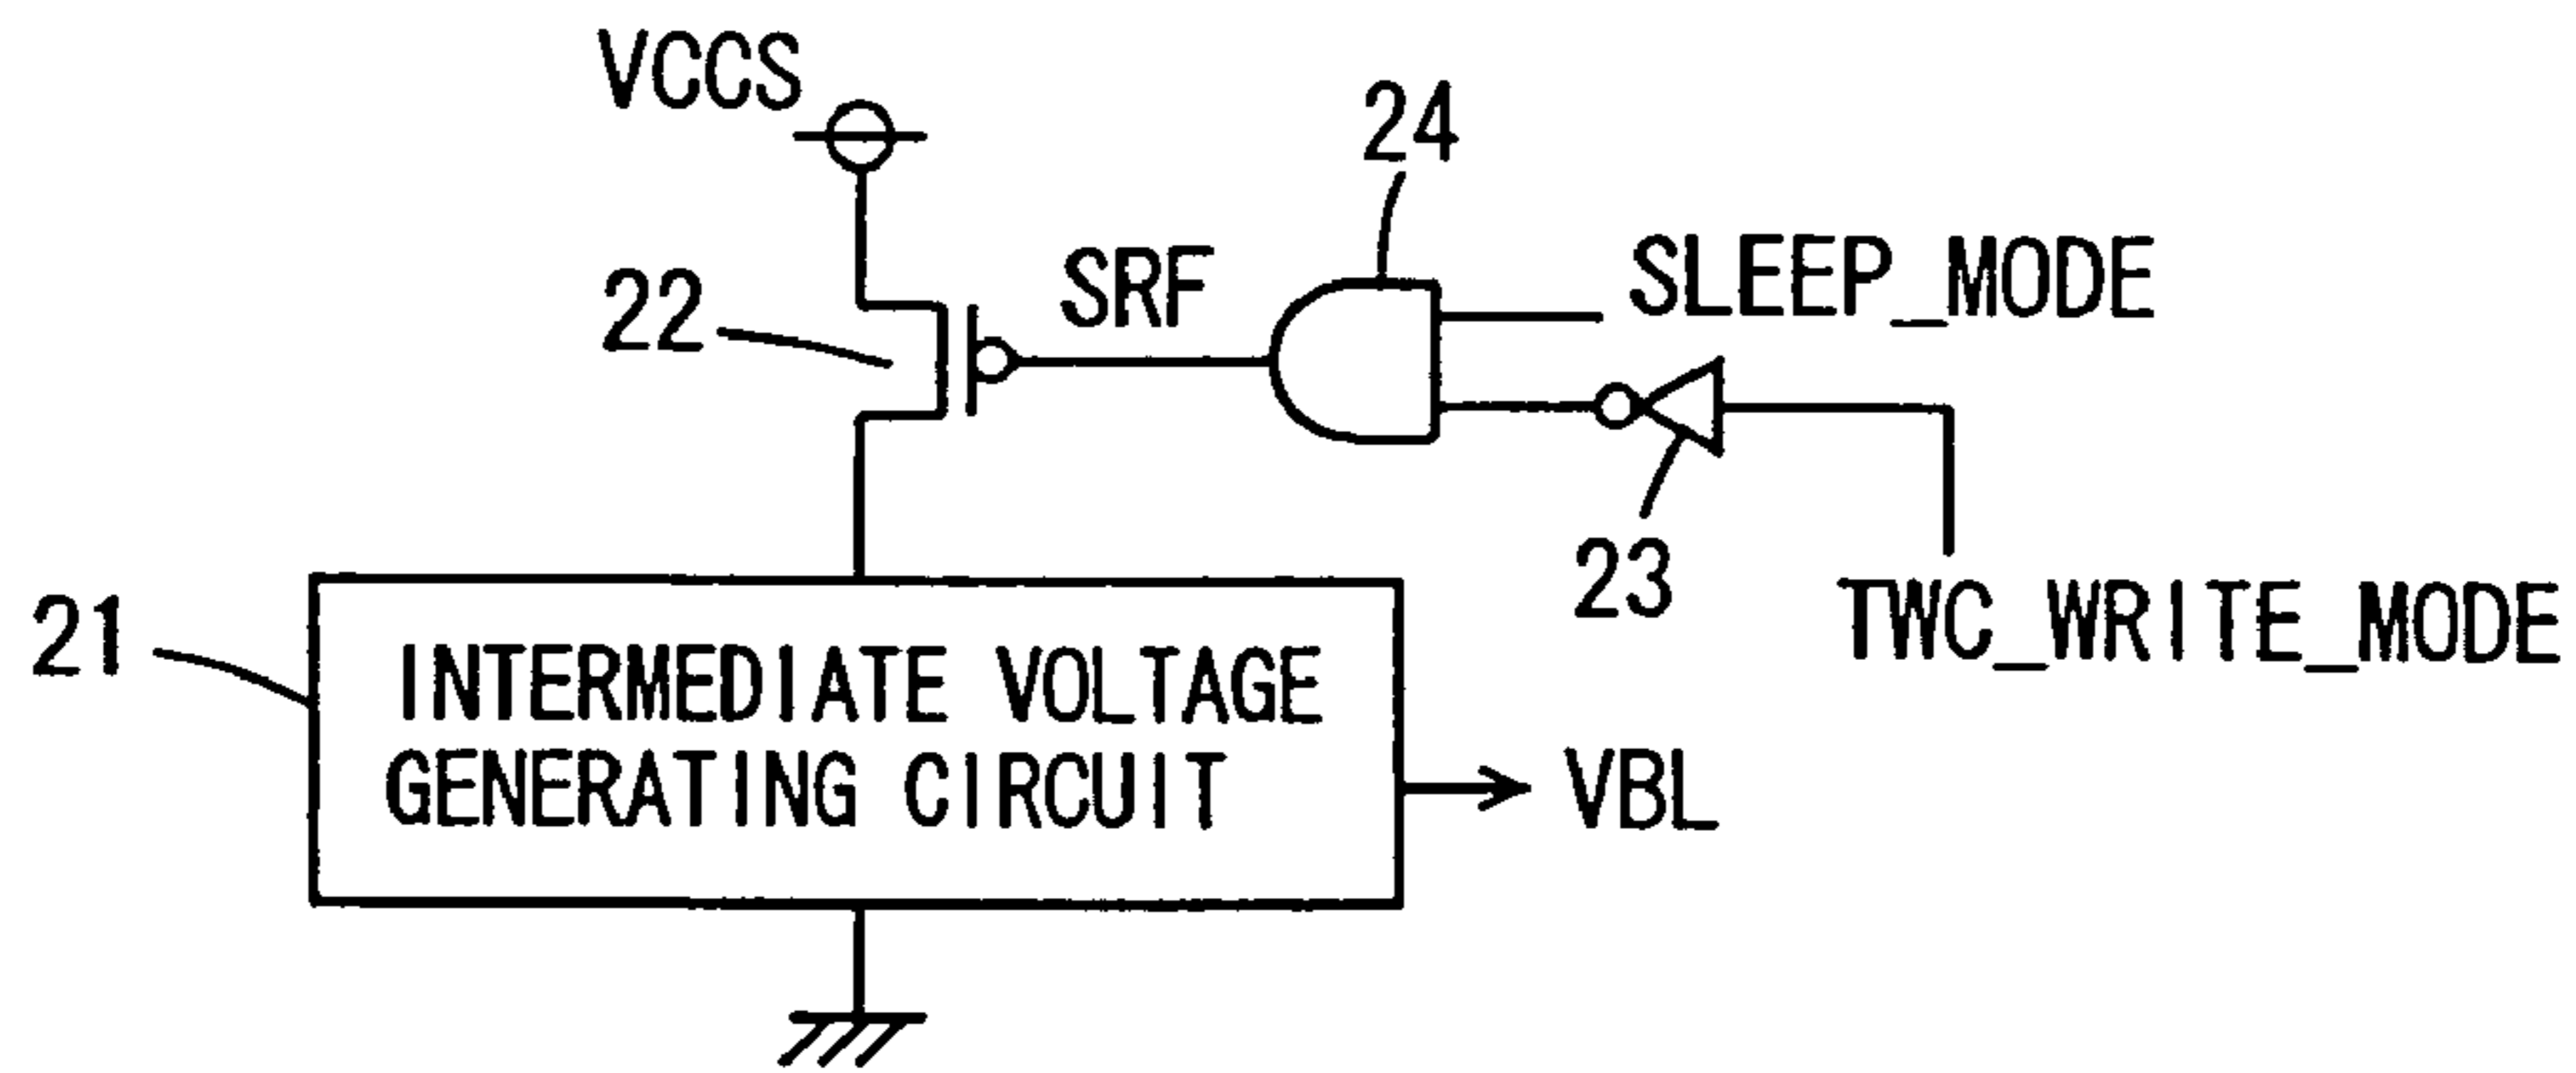 VCCS
24
SRF
SLEEP_MODE
22
23
TWC_WRITE_MODE
21
INTERMEDIATE VOLTAGE
GENERATING CIRCUIT
VBL